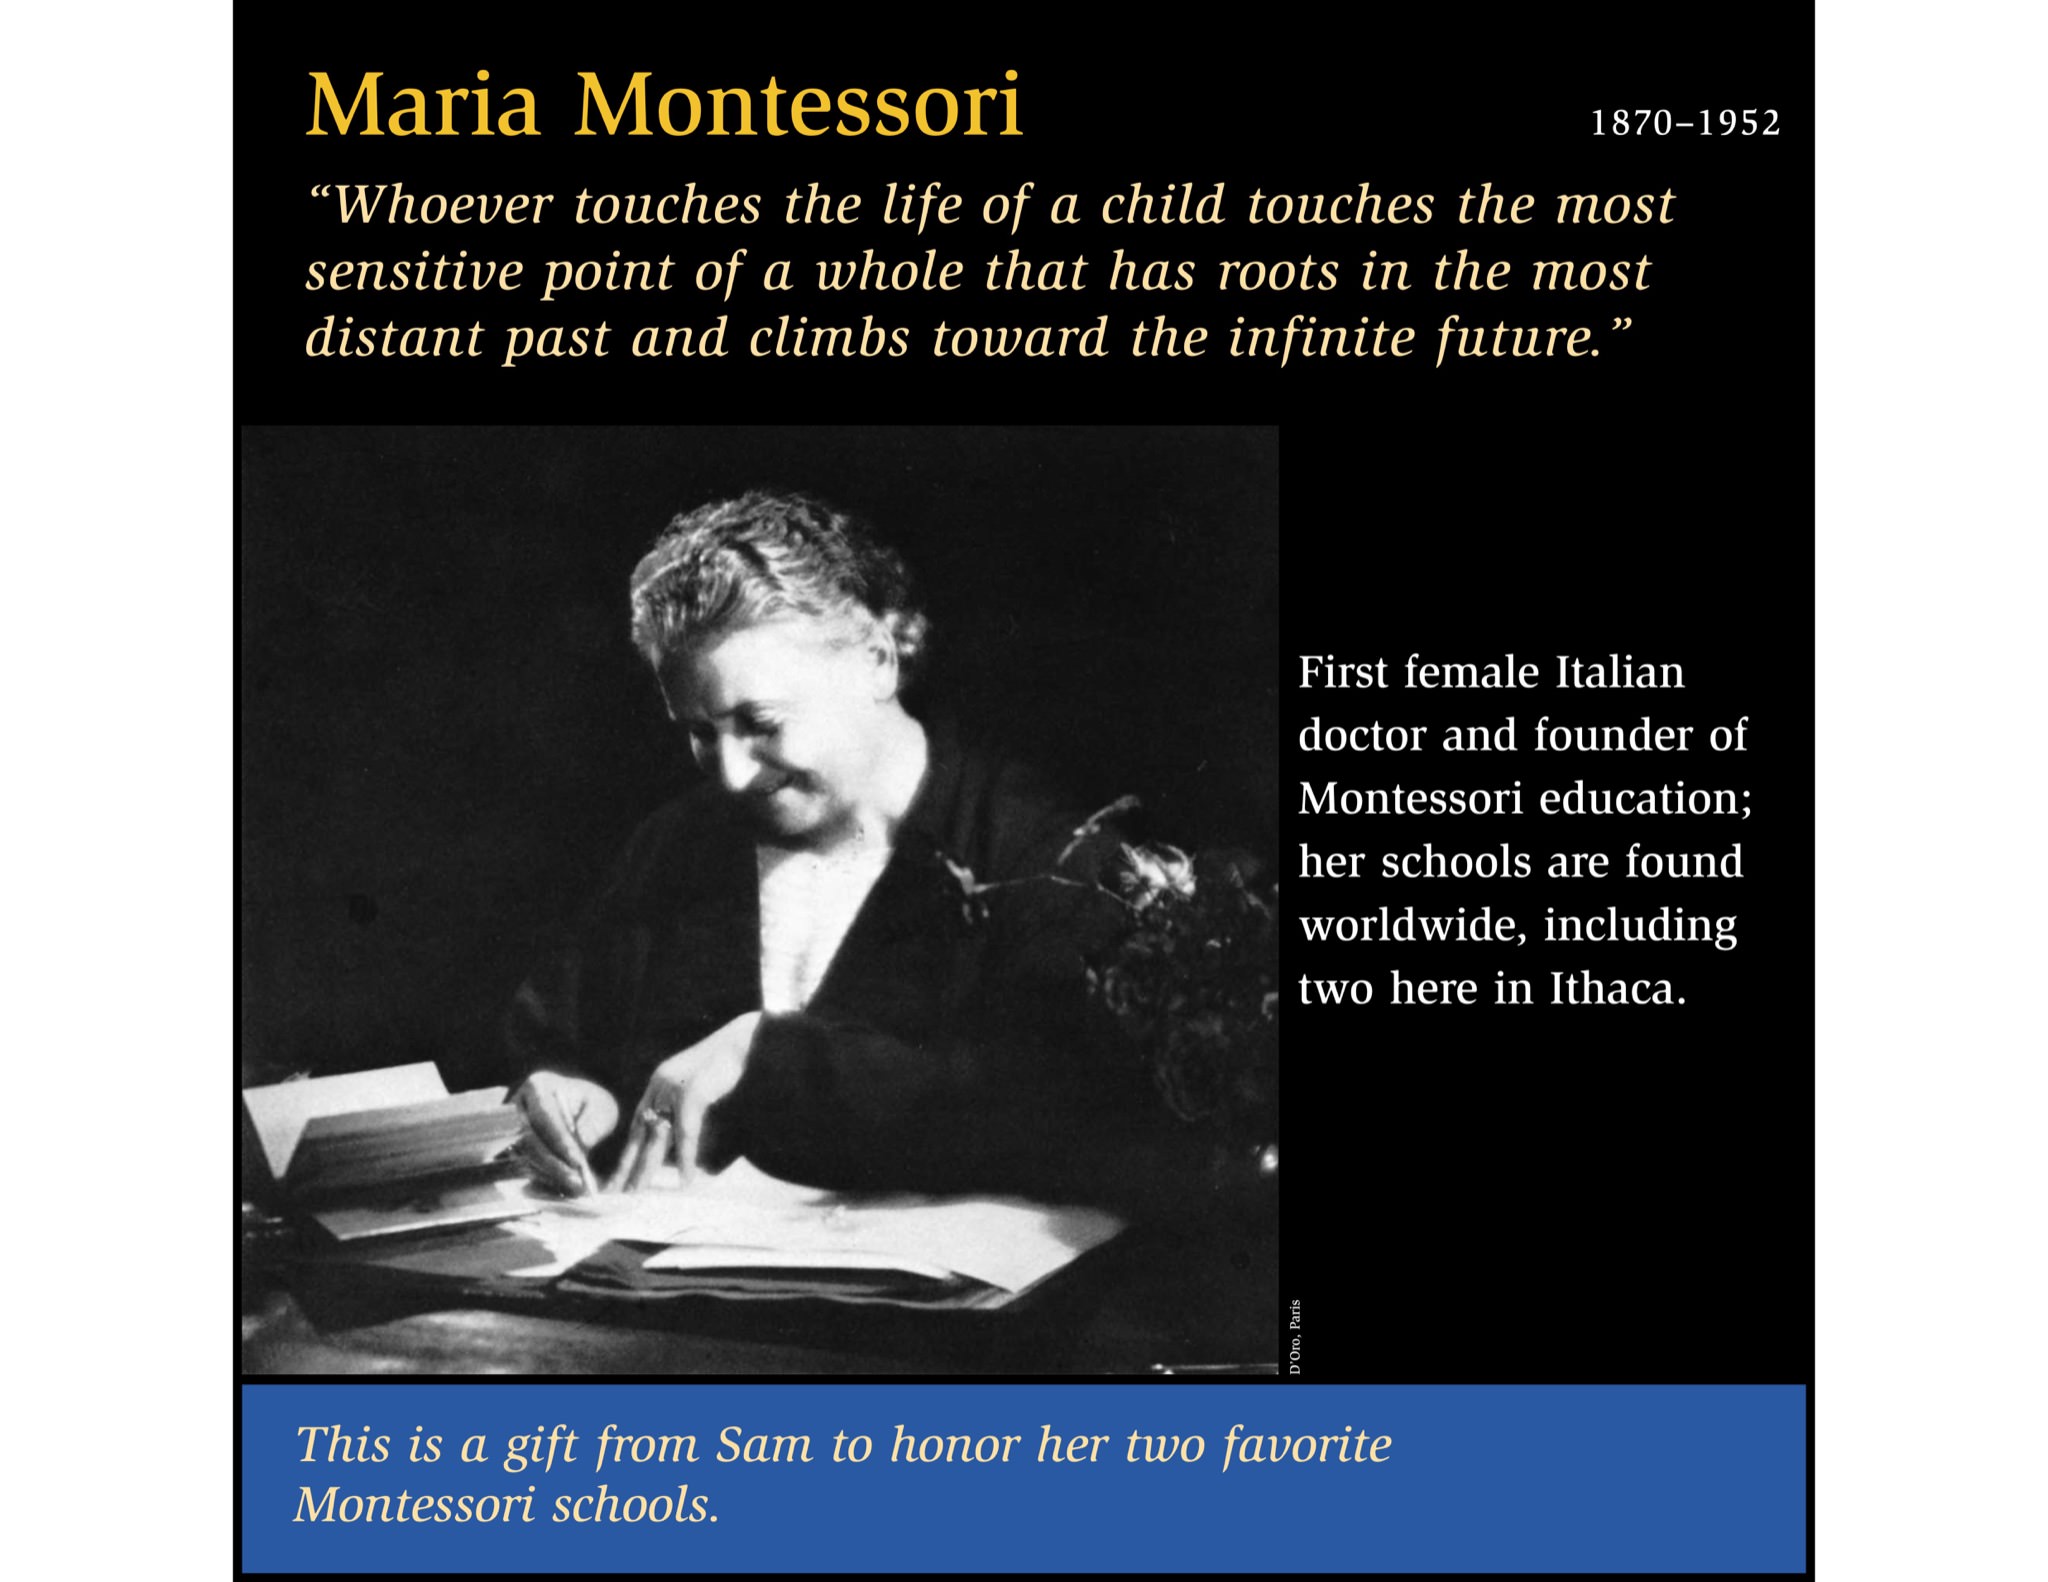 Maria Montessori
1870–1952
“Whoever touches the life of a child touches the most
sensitive point of a whole that has roots in the most
distant past and climbs toward the infinite future.”
First female Italian
doctor and founder of
Montessori education;
her schools are found
worldwide, including
two here in Ithaca.
D'Oro, Paris
This is a gift from Sam to honor her two favorite
Montessori schools.